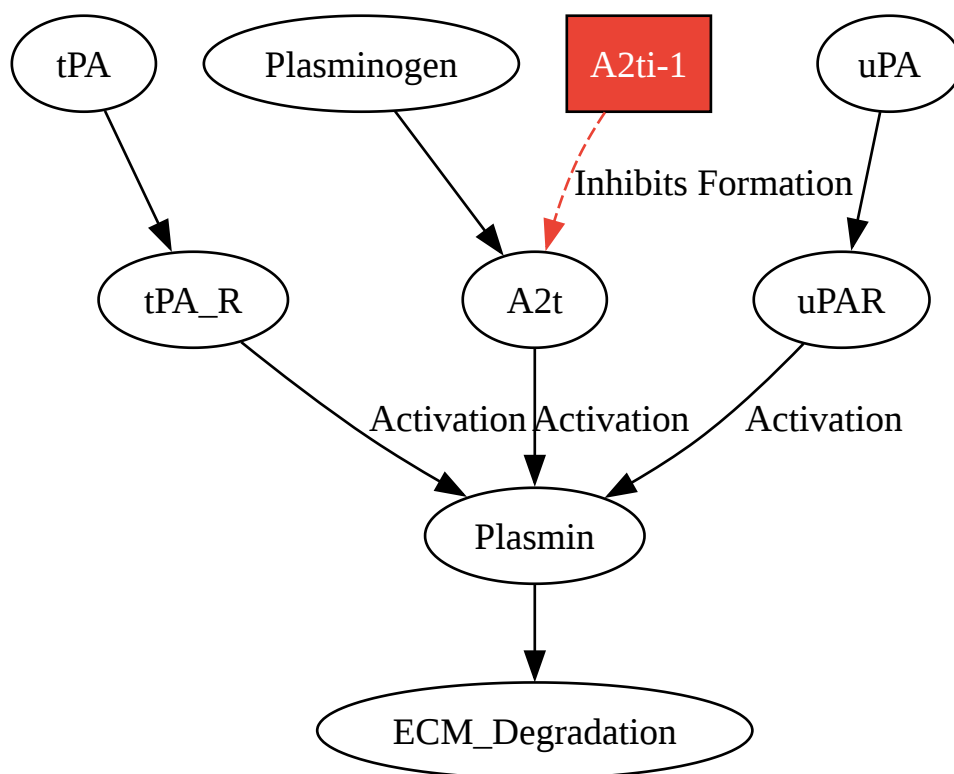 tPA
Plasminogen
A2ti-1
uPA
Inhibits Formation
tPA_R
A2t
uPAR
Activation
Activation
Activation
Plasmin
ECM_Degradation